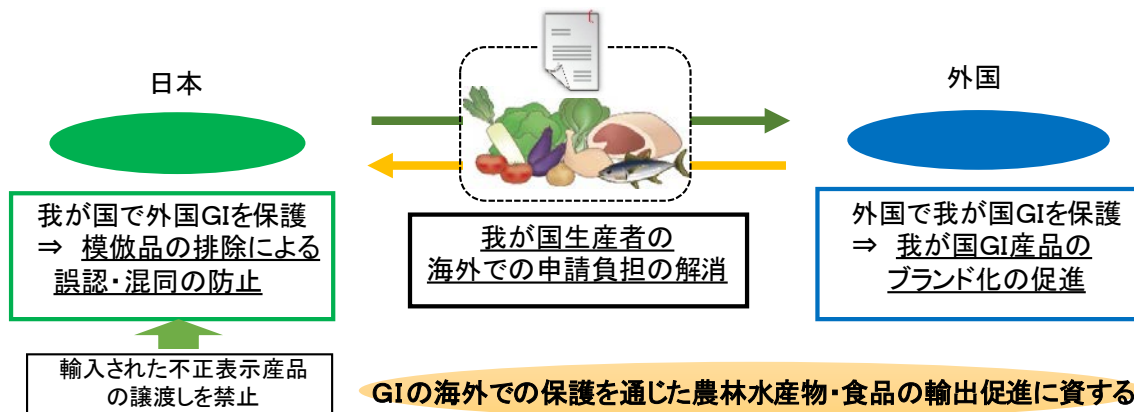 日本
外国
我が国で外国GIを保護
⇒ 模倣品の排除による
誤認・混同の防止
我が国生産者の
海外での申請負担の解消
外国で我が国GIを保護
⇒ 我が国GI産品の
ブランド化の促進
輸入された不正表示産品
の譲渡しを禁止
GIの海外での保護を通じた農林水産物・食品の輸出促進に資する